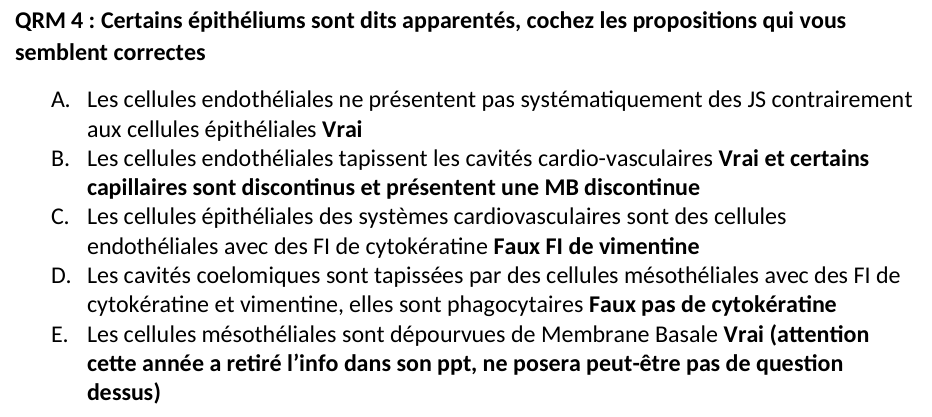 QRM 4 : Certains épithéliums sont dits apparentés, cochez les propositions qui vous
semblent correctes
A. Les cellules endothéliales ne présentent pas systématiquement des JS contrairement
aux cellules épithéliales Vrai
B. Les cellules endothéliales tapissent les cavités cardio-vasculaires Vrai et certains
capillaires sont discontinus et présentent une MB discontinue
C. Les cellules épithéliales des systèmes cardiovasculaires sont des cellules
endothéliales avec des FI de cytokératine Faux FI de vimentine
D. Les cavités coelomiques sont tapissées par des cellules mésothéliales avec des FI de
cytokératine et vimentine, elles sont phagocytaires Faux pas de cytokératine
E. Les cellules mésothéliales sont dépourvues de Membrane Basale Vrai (attention
cette année a retiré l’info dans son ppt, ne posera peut-être pas de question
dessus)